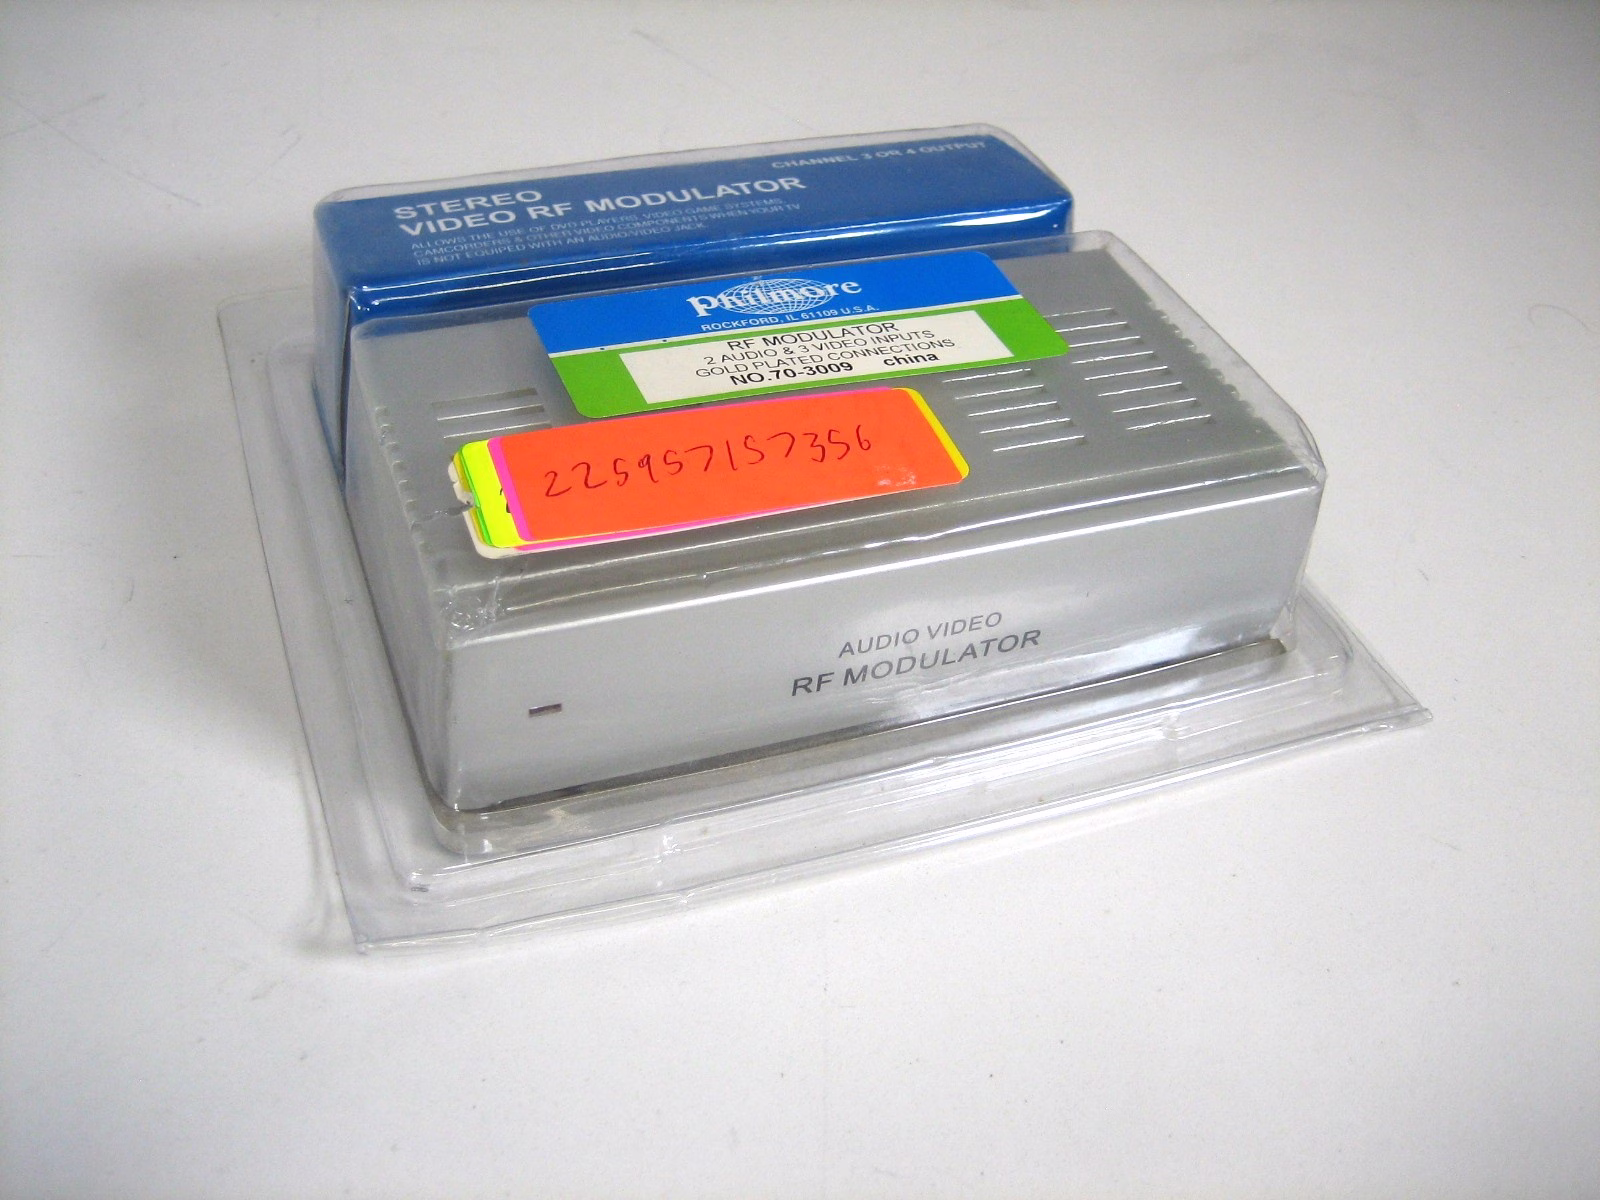 CHANNEL 3 OR 4 OUTPUT
STEREO
VIDEO RF MODULATOR
ALLOWS THE USE OF DVD PLAYERS, VIDEO GAME SYSTEMS,
CAMCORDERS & OTHER VIDEO COMPONENTS WHEN YOUR TV
IS NOT EQUIPPED WITH AN AUDIO/VIDEO JACK
philmore
ROCKFORD, IL 61109 U.S.A.
RF MODULATOR
2 AUDIO & 3 VIDEO INPUTS
GOLD PLATED CONNECTIONS
NO.70-3009 china
225957157356
AUDIO VIDEO
RF MODULATOR